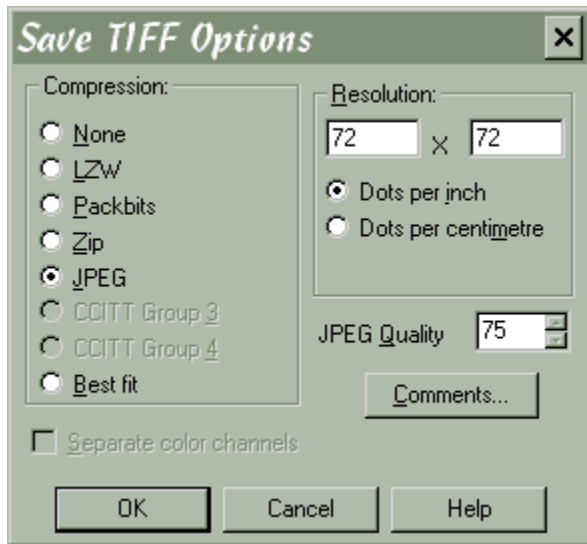 Save TIFF Options
Compression:
None
LZW
Packbits
Zip
JPEG
CCITT Group 3
CCITT Group 4
Best fit
Separate color channels
Resolution:
72 X 72
Dots per inch
Dots per centimetre
JPEG Quality 75
Comments...
OK Cancel Help